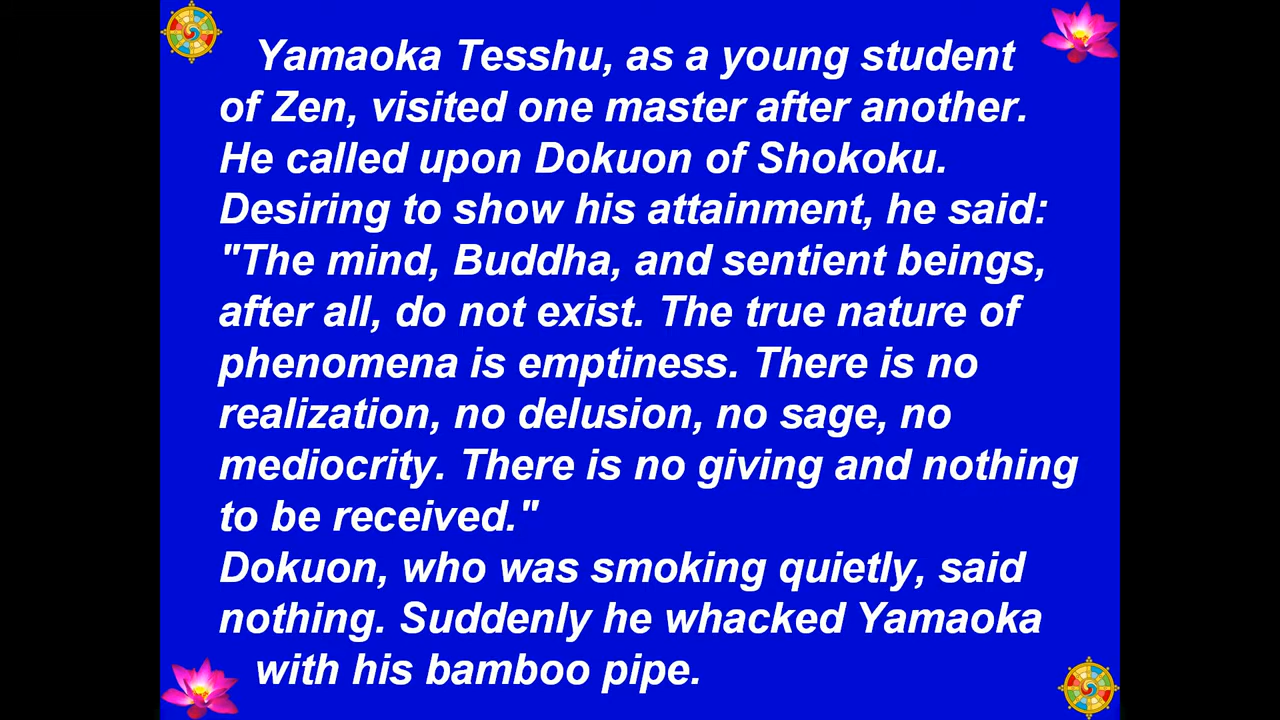 Yamaoka Tesshu, as a young student
of Zen, visited one master after another.
He called upon Dokuon of Shokoku.
Desiring to show his attainment, he said:
"The mind, Buddha, and sentient beings,
after all, do not exist. The true nature of
phenomena is emptiness. There is no
realization, no delusion, no sage, no
mediocrity. There is no giving and nothing
to be received."
Dokuon, who was smoking quietly, said
nothing. Suddenly he whacked Yamaoka
with his bamboo pipe.